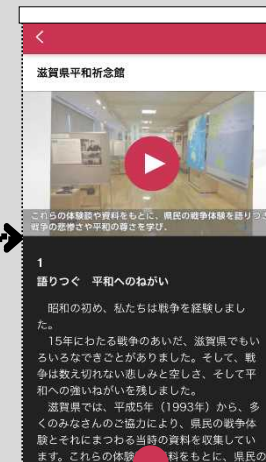 滋賀県平和祈念館
これらの体験談や資料をもとに、県民の戦争体験を語りつぎ
戦争の悲惨さや平和の尊さを学び、
1
語りつぐ 平和へのねがい
昭和の初め、私たちは戦争を経験しまし
た。
15年にわたる戦争のあいだ、滋賀県でもい
ろいろなできごとがありました。そして、戦
争は数え切れない悲しみと空しさ、そして平
和への強いねがいを残しました。
滋賀県では、平成5年（1993年）から、多
くのみなさんのご協力により、県民の戦争体
験とそれにまつわる当時の資料を収集してい
ます。これらの体験 料をもとに、県民の